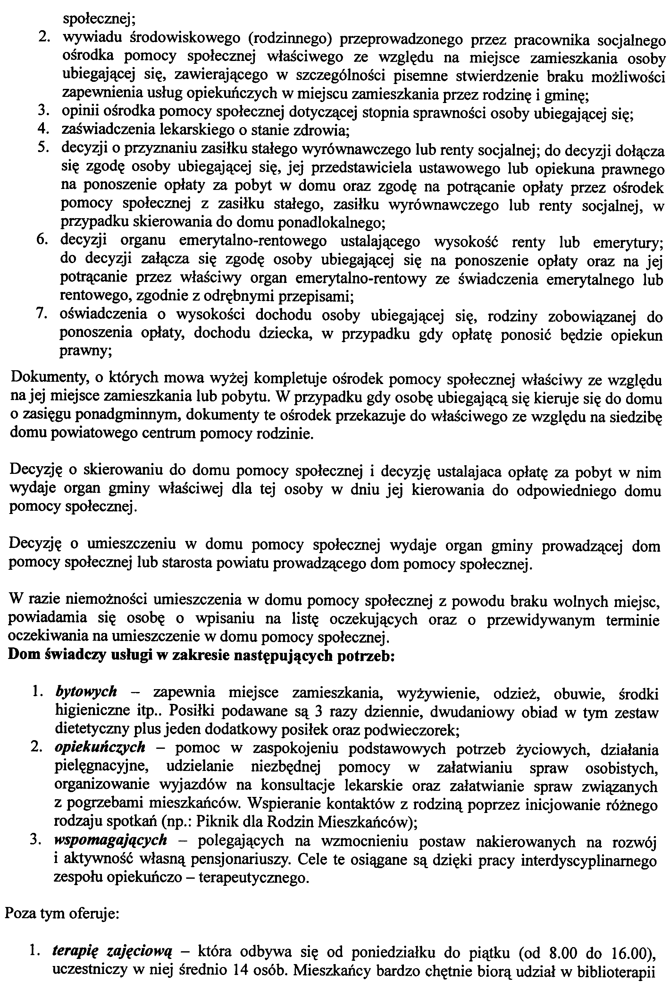 społecznej;
2. wywiadu środowiskowego (rodzinnego) przeprowadzonego przez pracownika socjalnego
ośrodka pomocy społecznej właściwego ze względu na miejsce zamieszkania osoby
ubiegającej się, zawierającego w szczególności pisemne stwierdzenie braku możliwości
zapewnienia usług opiekuńczych w miejscu zamieszkania przez rodzinę i gminę;
3. opinii ośrodka pomocy społecznej dotyczącej stopnia sprawności osoby ubiegającej się;
4. zaświadczenia lekarskiego o stanie zdrowia;
5. decyzji o przyznaniu zasiłku stałego wyrównawczego lub renty socjalnej; do decyzji dołącza
się zgodę osoby ubiegającej się, jej przedstawiciela ustawowego lub opiekuna prawnego
na ponoszenie opłaty za pobyt w domu oraz zgodę na potrącanie opłaty przez ośrodek
pomocy społecznej z zasiłku stałego, zasiłku wyrównawczego lub renty socjalnej, w
przypadku skierowania do domu ponadlokalnego;
6. decyzji organu emerytalno-rentowego ustalającego wysokość renty lub emerytury;
do decyzji załącza się zgodę osoby ubiegającej się na ponoszenie opłaty oraz na jej
potrącanie przez właściwy organ emerytalno-rentowy ze świadczenia emerytalnego lub
rentowego, zgodnie z odrębnymi przepisami;
7. oświadczenia o wysokości dochodu osoby ubiegającej się, rodziny zobowiązanej do
ponoszenia opłaty, dochodu dziecka, w przypadku gdy opłatę ponosić będzie opiekun
prawny;
Dokumenty, o których mowa wyżej kompletuje ośrodek pomocy społecznej właściwy ze względu
na jej miejsce zamieszkania lub pobytu. W przypadku gdy osobę ubiegającą się kieruje się do domu
o zasięgu ponadgminnym, dokumenty te ośrodek przekazuje do właściwego ze względu na siedzibę
domu powiatowego centrum pomocy rodzinie.
Decyzję o skierowaniu do domu pomocy społecznej i decyzję ustalajaca opłatę za pobyt w nim
wydaje organ gminy właściwej dla tej osoby w dniu jej kierowania do odpowiedniego domu
pomocy społecznej.
Decyzję o umieszczeniu w domu pomocy społecznej wydaje organ gminy prowadzącej dom
pomocy społecznej lub starosta powiatu prowadzącego dom pomocy społecznej.
W razie niemożności umieszczenia w domu pomocy społecznej z powodu braku wolnych miejsc,
powiadamia się osobę o wpisaniu na listę oczekujących oraz o przewidywanym terminie
oczekiwania na umieszczenie w domu pomocy społecznej.
Dom świadczy usługi w zakresie następujących potrzeb:
1. bytowych – zapewnia miejsce zamieszkania, wyżywienie, odzież, obuwie, środki
higieniczne itp.. Posiłki podawane są 3 razy dziennie, dwudaniowy obiad w tym zestaw
dietetyczny plus jeden dodatkowy posiłek oraz podwieczorek;
2. opiekuńczych – pomoc w zaspokojeniu podstawowych potrzeb życiowych, działania
pielęgnacyjne, udzielanie niezbędnej pomocy w załatwianiu spraw osobistych,
organizowanie wyjazdów na konsultacje lekarskie oraz załatwianie spraw związanych
z pogrzebami mieszkańców. Wspieranie kontaktów z rodziną poprzez inicjowanie różnego
rodzaju spotkań (np.: Piknik dla Rodzin Mieszkańców);
3. wspomagających – polegających na wzmocnieniu postaw nakierowanych na rozwój
i aktywność własną pensjonariuszy. Cele te osiągane są dzięki pracy interdyscyplinarnego
zespołu opiekuńczo – terapeutycznego.
Poza tym oferuje:
1. terapię zajęciową – która odbywa się od poniedziałku do piątku (od 8.00 do 16.00),
uczestniczy w niej średnio 14 osób. Mieszkańcy bardzo chętnie biorą udział w biblioterapii